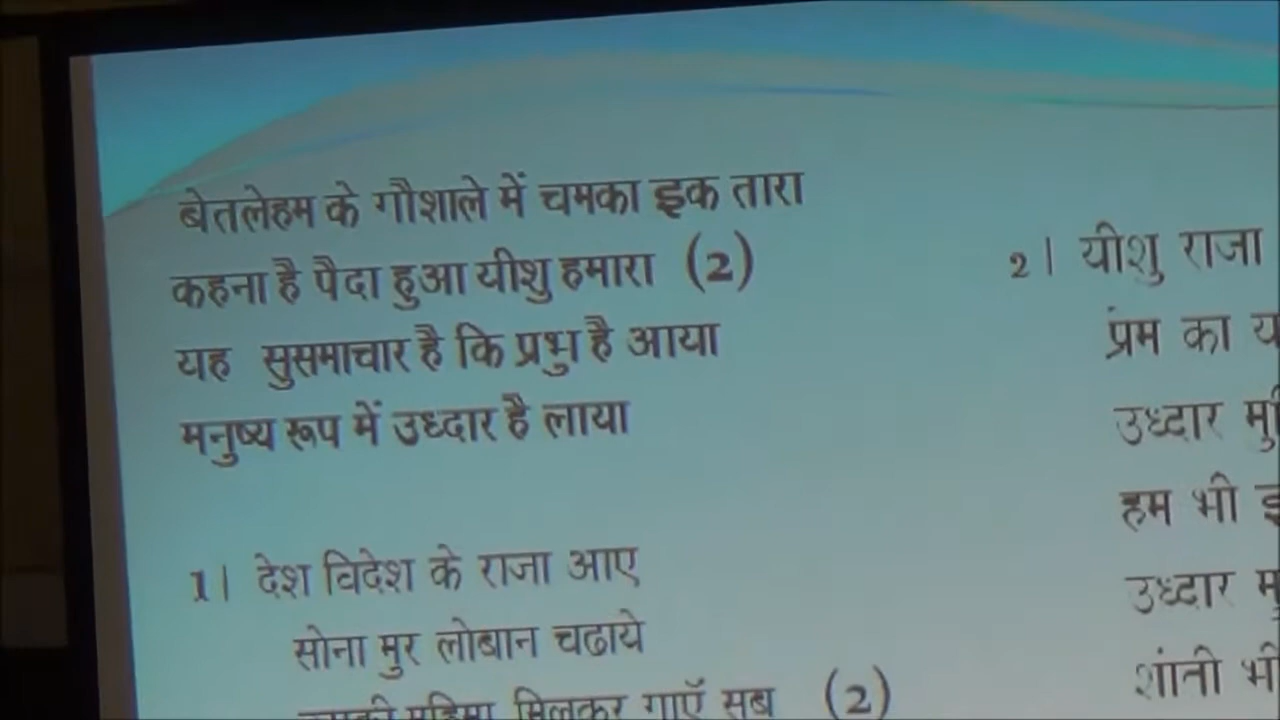 बेतलेहम के गौशाले में चमका इक तारा
कहना है पैदा हुआ यीशु हमारा (2)
यह सुसमाचार है कि प्रभु है आया
मनुष्य रूप में उध्दार है लाया
1। देश विदेश के राजा आए
सोना मुर लोबान चढाये
महिमा मिलकर गाएँ सब (2)
2। यीशु राजा
प्रंम का
उध्दार
हम भी
उध्दार
शांती भी